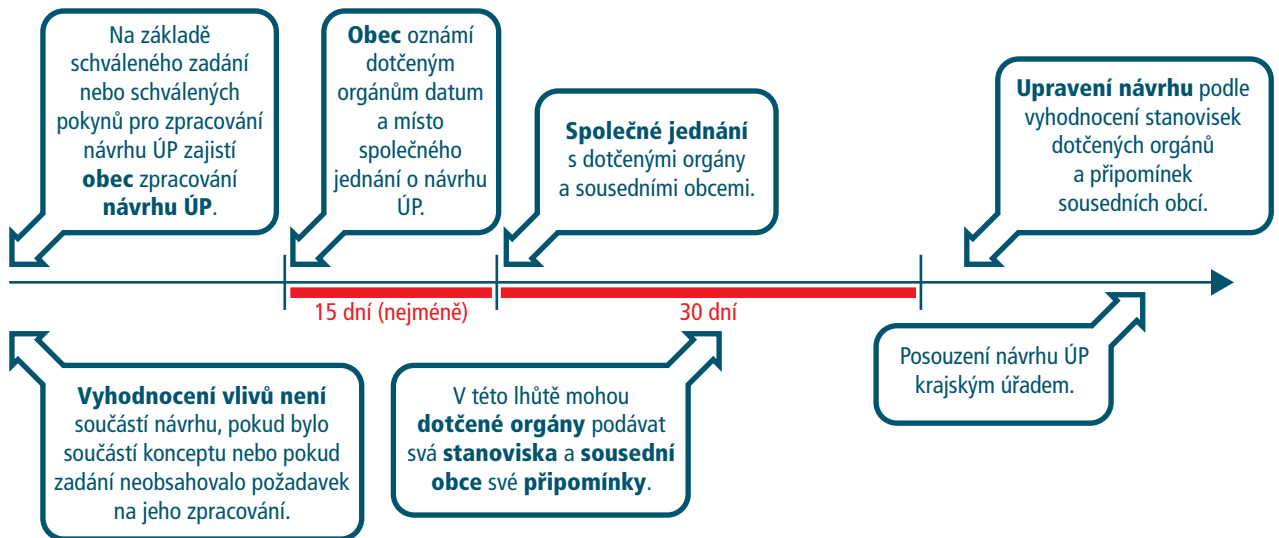 Na základě
schváleného zadání
nebo schválených
pokynů pro zpracování
návrhu ÚP zajistí
obec zpracování
návrhu ÚP.
Obec oznámí
dotčeným
orgánům datum
a místo
společného
jednání o návrhu
ÚP.
Společné jednání
s dotčenými orgány
a sousedními obcemi.
Upravení návrhu podle
vyhodnocení stanovisek
dotčených orgánů
a připomínek
sousedních obcí.
15 dní (nejméně)
30 dní
Vyhodnocení vlivů není
součástí návrhu, pokud bylo
součástí konceptu nebo pokud
zadání neobsahovalo požadavek
na jeho zpracování.
V této lhůtě mohou
dotčené orgány podávat
svá stanoviska a sousední
obce své připomínky.
Posouzení návrhu ÚP
krajským úřadem.